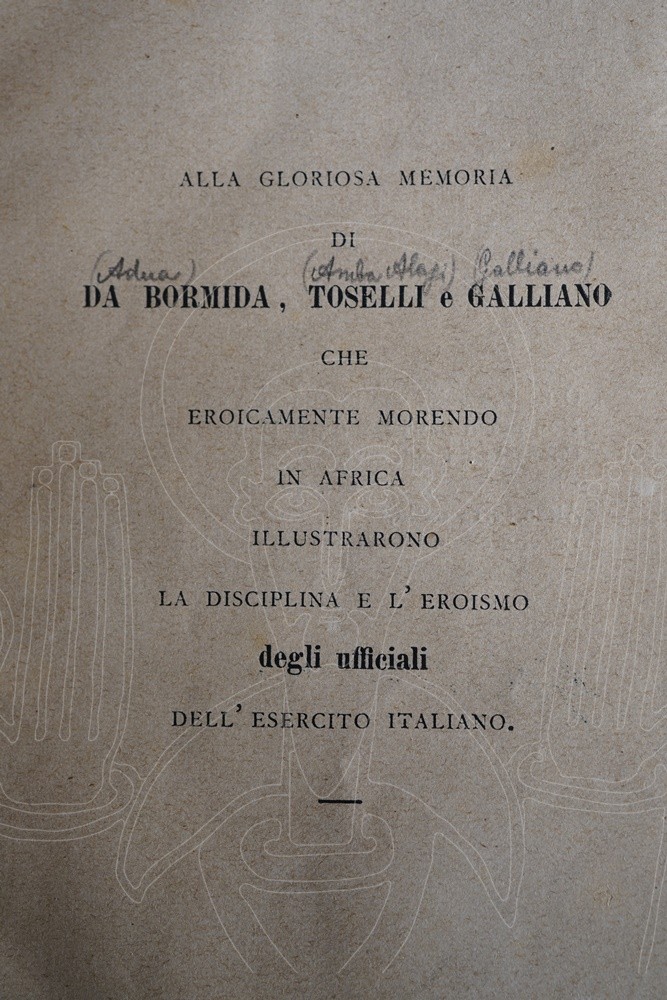 ALLA GLORIOSA MEMORIA
DI
(Adua) (Amba Alagi) (Galliano)
DA BORMIDA, TOSELLI e GALLIANO
CHE
EROICAMENTE MORENDO
IN AFRICA
ILLUSTRARONO
LA DISCIPLINA E L'EROISMO
degli ufficiali
DELL'ESERCITO ITALIANO.